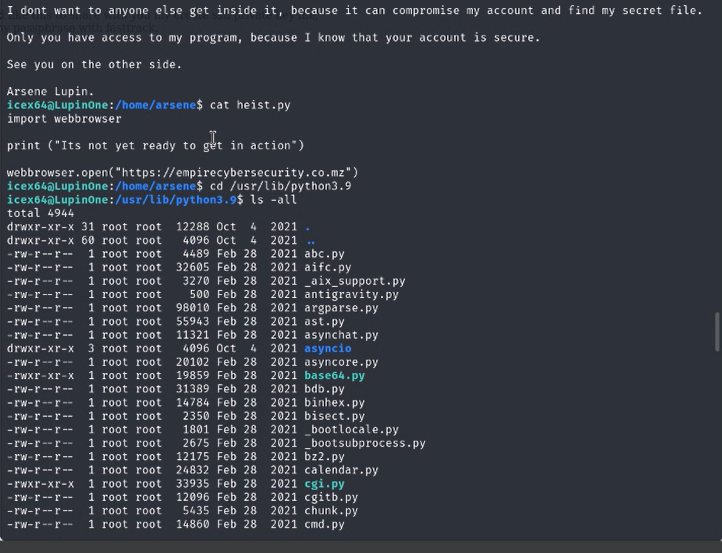 I dont want to anyone else get inside it, because it can compromise my account and find my secret file.
Only you have access to my program, because I know that your account is secure.
See you on the other side.
Arsene Lupin.
icex64@LupinOne:/home/arsene$ cat heist.py
import webbrowser
print ("Its not yet ready to get in action")
webbrowser.open("https://empirecybersecurity.co.mz")
icex64@LupinOne:/home/arsene$ cd /usr/lib/python3.9
icex64@LupinOne:/usr/lib/python3.9$ ls -all
total 4944
drwxr-xr-x 31 root root  12288 Oct  4  2021 .
drwxr-xr-x 60 root root   4096 Oct  4  2021 ..
-rw-r--r--  1 root root   4489 Feb 28  2021 abc.py
-rw-r--r--  1 root root  32605 Feb 28  2021 aifc.py
-rw-r--r--  1 root root   3270 Feb 28  2021 _aix_support.py
-rw-r--r--  1 root root    500 Feb 28  2021 antigravity.py
-rw-r--r--  1 root root  98010 Feb 28  2021 argparse.py
-rw-r--r--  1 root root  55943 Feb 28  2021 ast.py
-rw-r--r--  1 root root  11321 Feb 28  2021 asynchat.py
drwxr-xr-x  3 root root   4096 Oct  4  2021 asyncio
-rw-r--r--  1 root root  20102 Feb 28  2021 asyncore.py
-rwxr-xr-x  1 root root  19859 Feb 28  2021 base64.py
-rw-r--r--  1 root root  31389 Feb 28  2021 bdb.py
-rw-r--r--  1 root root  14784 Feb 28  2021 binhex.py
-rw-r--r--  1 root root   2350 Feb 28  2021 bisect.py
-rw-r--r--  1 root root   1801 Feb 28  2021 _bootlocale.py
-rw-r--r--  1 root root   2675 Feb 28  2021 _bootsubprocess.py
-rw-r--r--  1 root root  12175 Feb 28  2021 bz2.py
-rw-r--r--  1 root root  24832 Feb 28  2021 calendar.py
-rwxr-xr-x  1 root root  33935 Feb 28  2021 cgi.py
-rw-r--r--  1 root root  12096 Feb 28  2021 cgitb.py
-rw-r--r--  1 root root   5435 Feb 28  2021 chunk.py
-rw-r--r--  1 root root  14860 Feb 28  2021 cmd.py